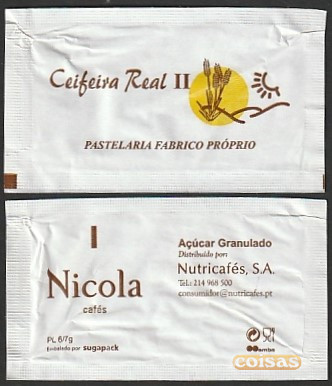 Ceifeira Real II
PASTELARIA FABRICO PRÓPRIO
Nicola
cafés
PL 6/7g
Embalado por sugapack
Açúcar Granulado
Distribuído por:
Nutricafés, S.A.
Tel.: 214 968 500
consumidor@nutricafes.pt
coisas